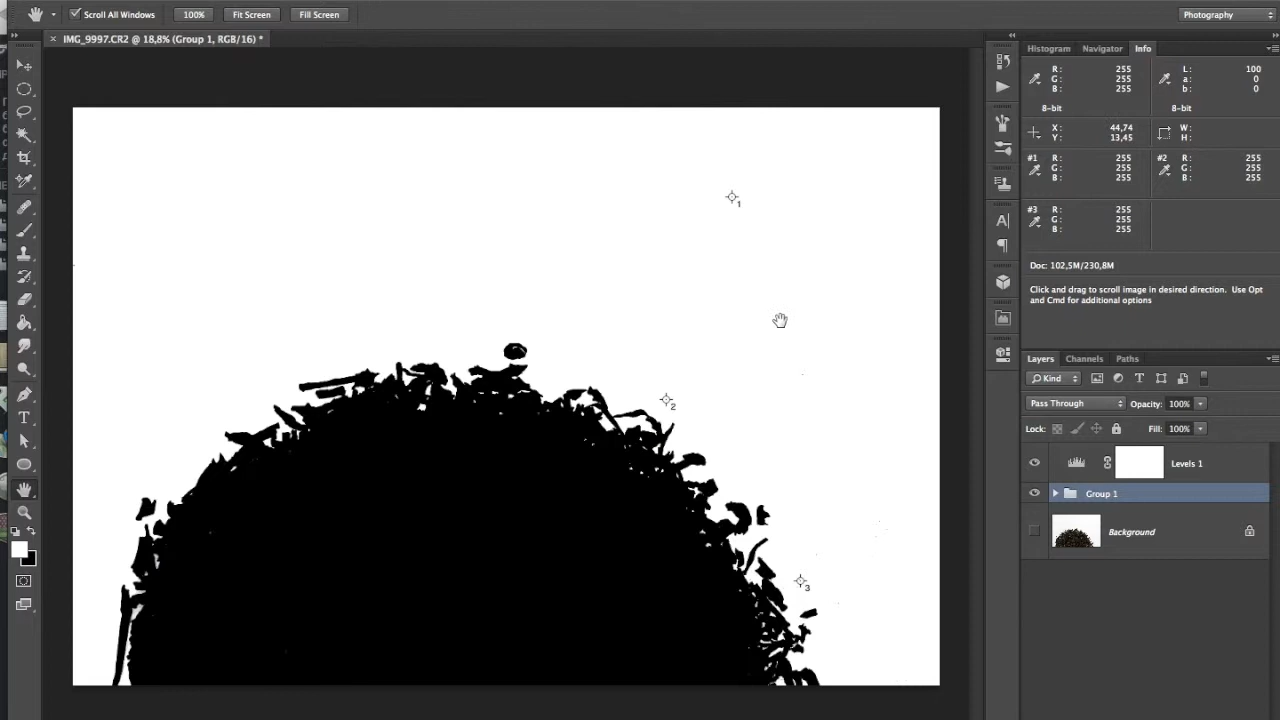 Scroll All Windows 100% Fit Screen Fill Screen Photography
× IMG_9997.CR2 @ 18,8% (Group 1, RGB/16) *
Histogram Navigator Info
R: 255 L: 100
G: 255 a: 0
B: 255 b: 0
8-bit 8-bit
X: 44,74 W:
Y: 13,45 H:
#1 R: 255 #2 R: 255
G: 255 G: 255
B: 255 B: 255
#3 R: 255
G: 255
B: 255
Doc: 102,5M/230,8M
Click and drag to scroll image in desired direction. Use Opt
and Cmd for additional options
1
2
3
Layers Channels Paths
Kind
Pass Through Opacity: 100%
Lock: Fill: 100%
Levels 1
Group 1
Background